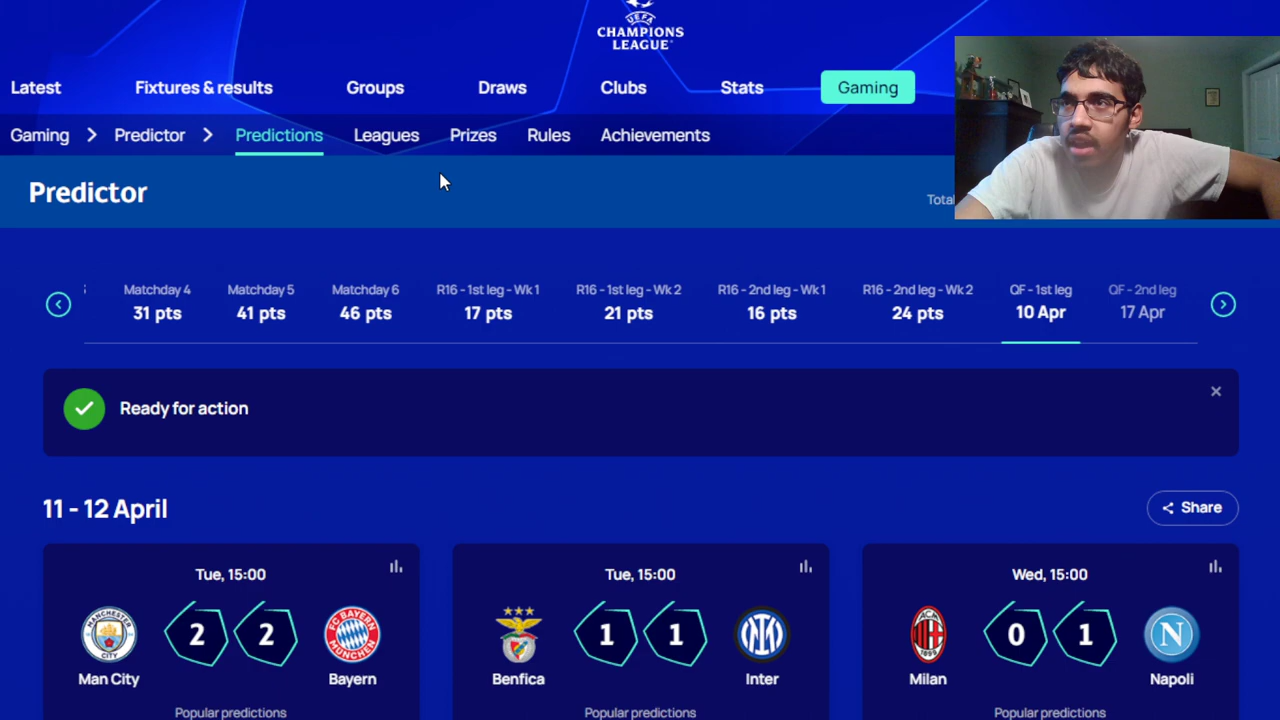 UEFA
CHAMPIONS
LEAGUE
Latest Fixtures & results Groups Draws Clubs Stats Gaming
Gaming Predictor Predictions Leagues Prizes Rules Achievements
Predictor
Total
Matchday 4 Matchday 5 Matchday 6 R16 - 1st leg - Wk 1 R16 - 1st leg - Wk 2 R16 - 2nd leg - Wk 1 R16 - 2nd leg - Wk 2 QF - 1st leg QF - 2nd leg
31 pts 41 pts 46 pts 17 pts 21 pts 16 pts 24 pts 10 Apr 17 Apr
Ready for action
11 - 12 April Share
Tue, 15:00 Tue, 15:00 Wed, 15:00
2 2 1 1 0 1
Man City Bayern Benfica Inter Milan Napoli
Popular predictions Popular predictions Popular predictions